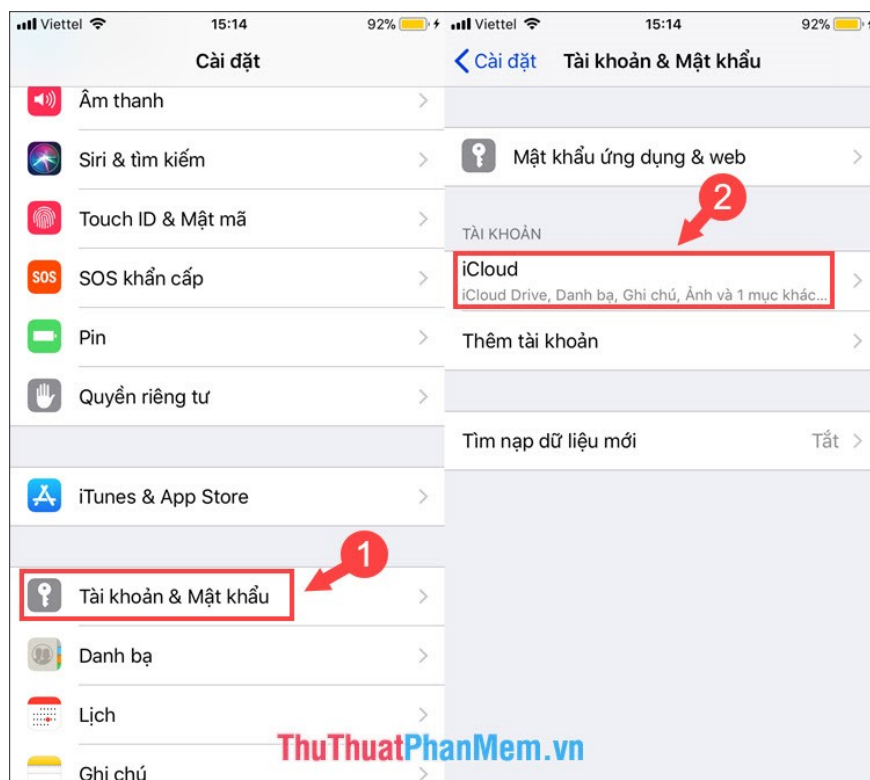 Viettel 15:14 92%
Cài đặt
Âm thanh
Siri & tìm kiếm
Touch ID & Mật mã
SOS SOS khẩn cấp
Pin
Quyền riêng tư
iTunes & App Store
1
Tài khoản & Mật khẩu
Danh bạ
Lịch
Ghi chú
Viettel 15:14 92%
Cài đặt Tài khoản & Mật khẩu
Mật khẩu ứng dụng & web
2
TÀI KHOẢN
iCloud
iCloud Drive, Danh bạ, Ghi chú, Ảnh và 1 mục khác...
Thêm tài khoản
Tìm nạp dữ liệu mới Tắt
ThuThuatPhanMem.vn